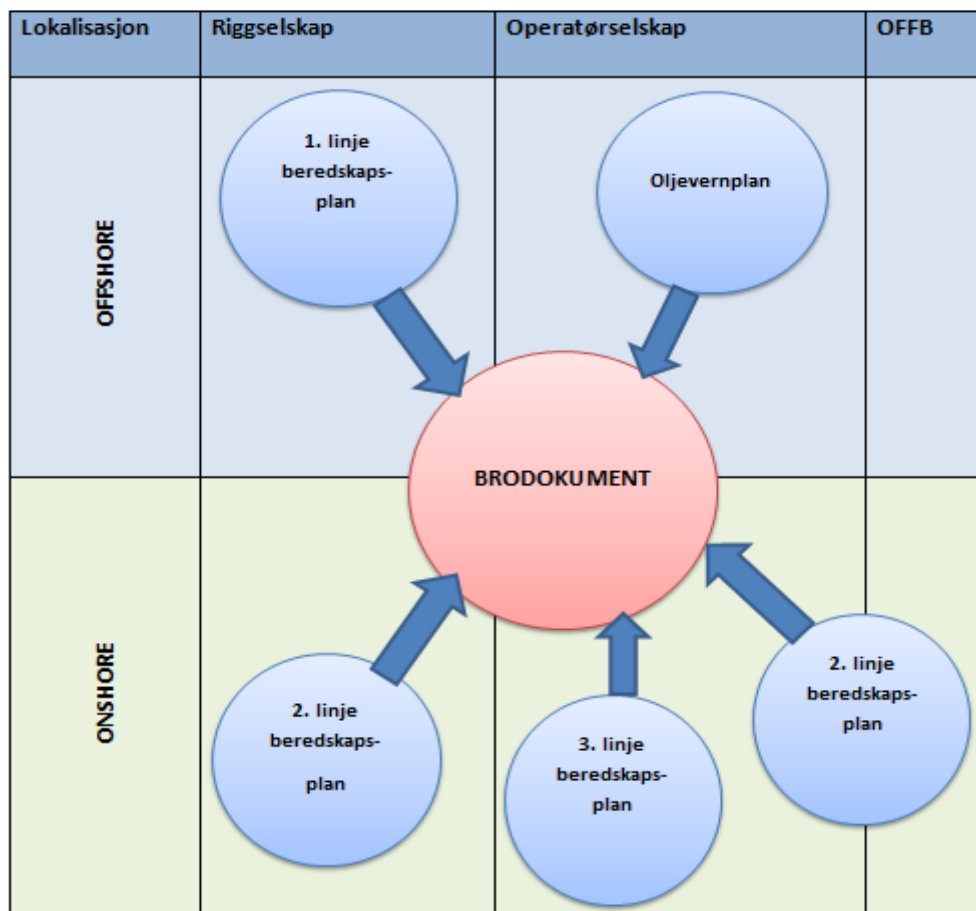 Lokalisasjon
Riggselskap
Operatørselskap
OFFB
OFFSHORE
1. linje
beredskaps-
plan
Oljevernplan
BRODOKUMENT
ONSHORE
2. linje
beredskaps-
plan
3. linje
beredskaps-
plan
2. linje
beredskaps-
plan